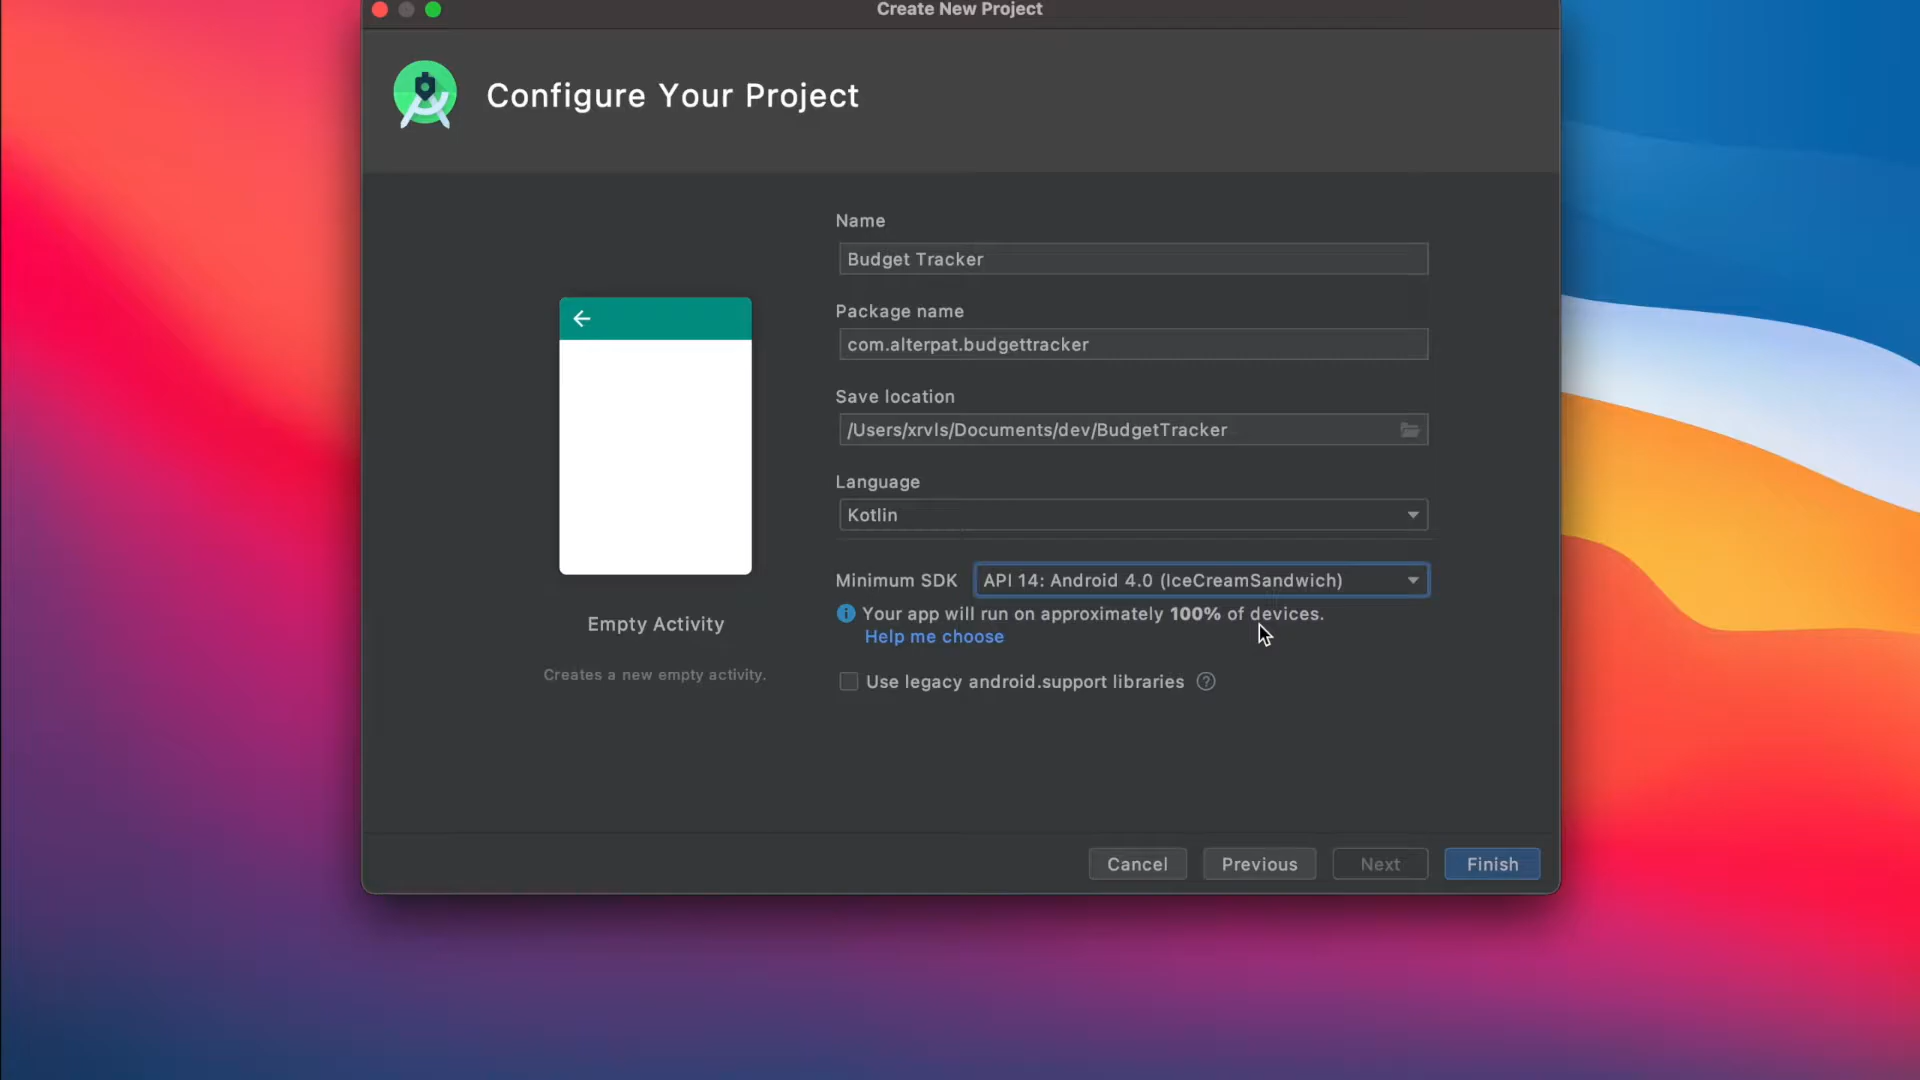 Create New Project
Configure Your Project
Name
Budget Tracker
Package name
com.alterpat.budgettracker
Save location
/Users/xrvls/Documents/dev/BudgetTracker
Language
Kotlin
Minimum SDK API 14: Android 4.0 (IceCreamSandwich)
Your app will run on approximately 100% of devices.
Help me choose
Use legacy android.support libraries ?
Empty Activity
Creates a new empty activity.
Cancel Previous Next Finish